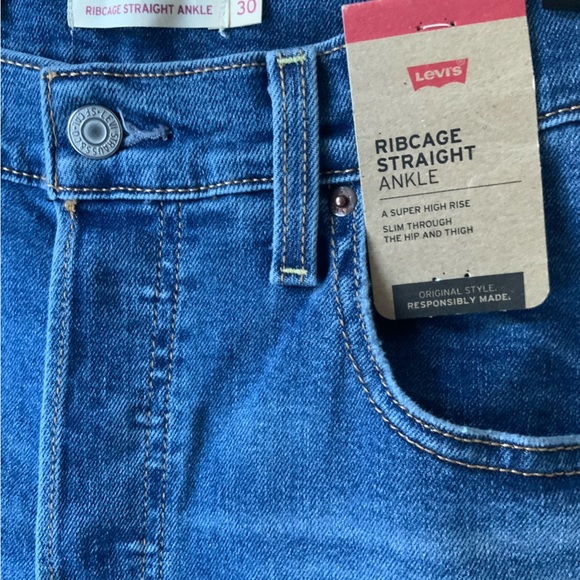 RIBCAGE STRAIGHT ANKLE 30
Levi's
RIBCAGE
STRAIGHT
ANKLE
A SUPER HIGH RISE
SLIM THROUGH
THE HIP AND THIGH
ORIGINAL STYLE.
RESPONSIBLY MADE.